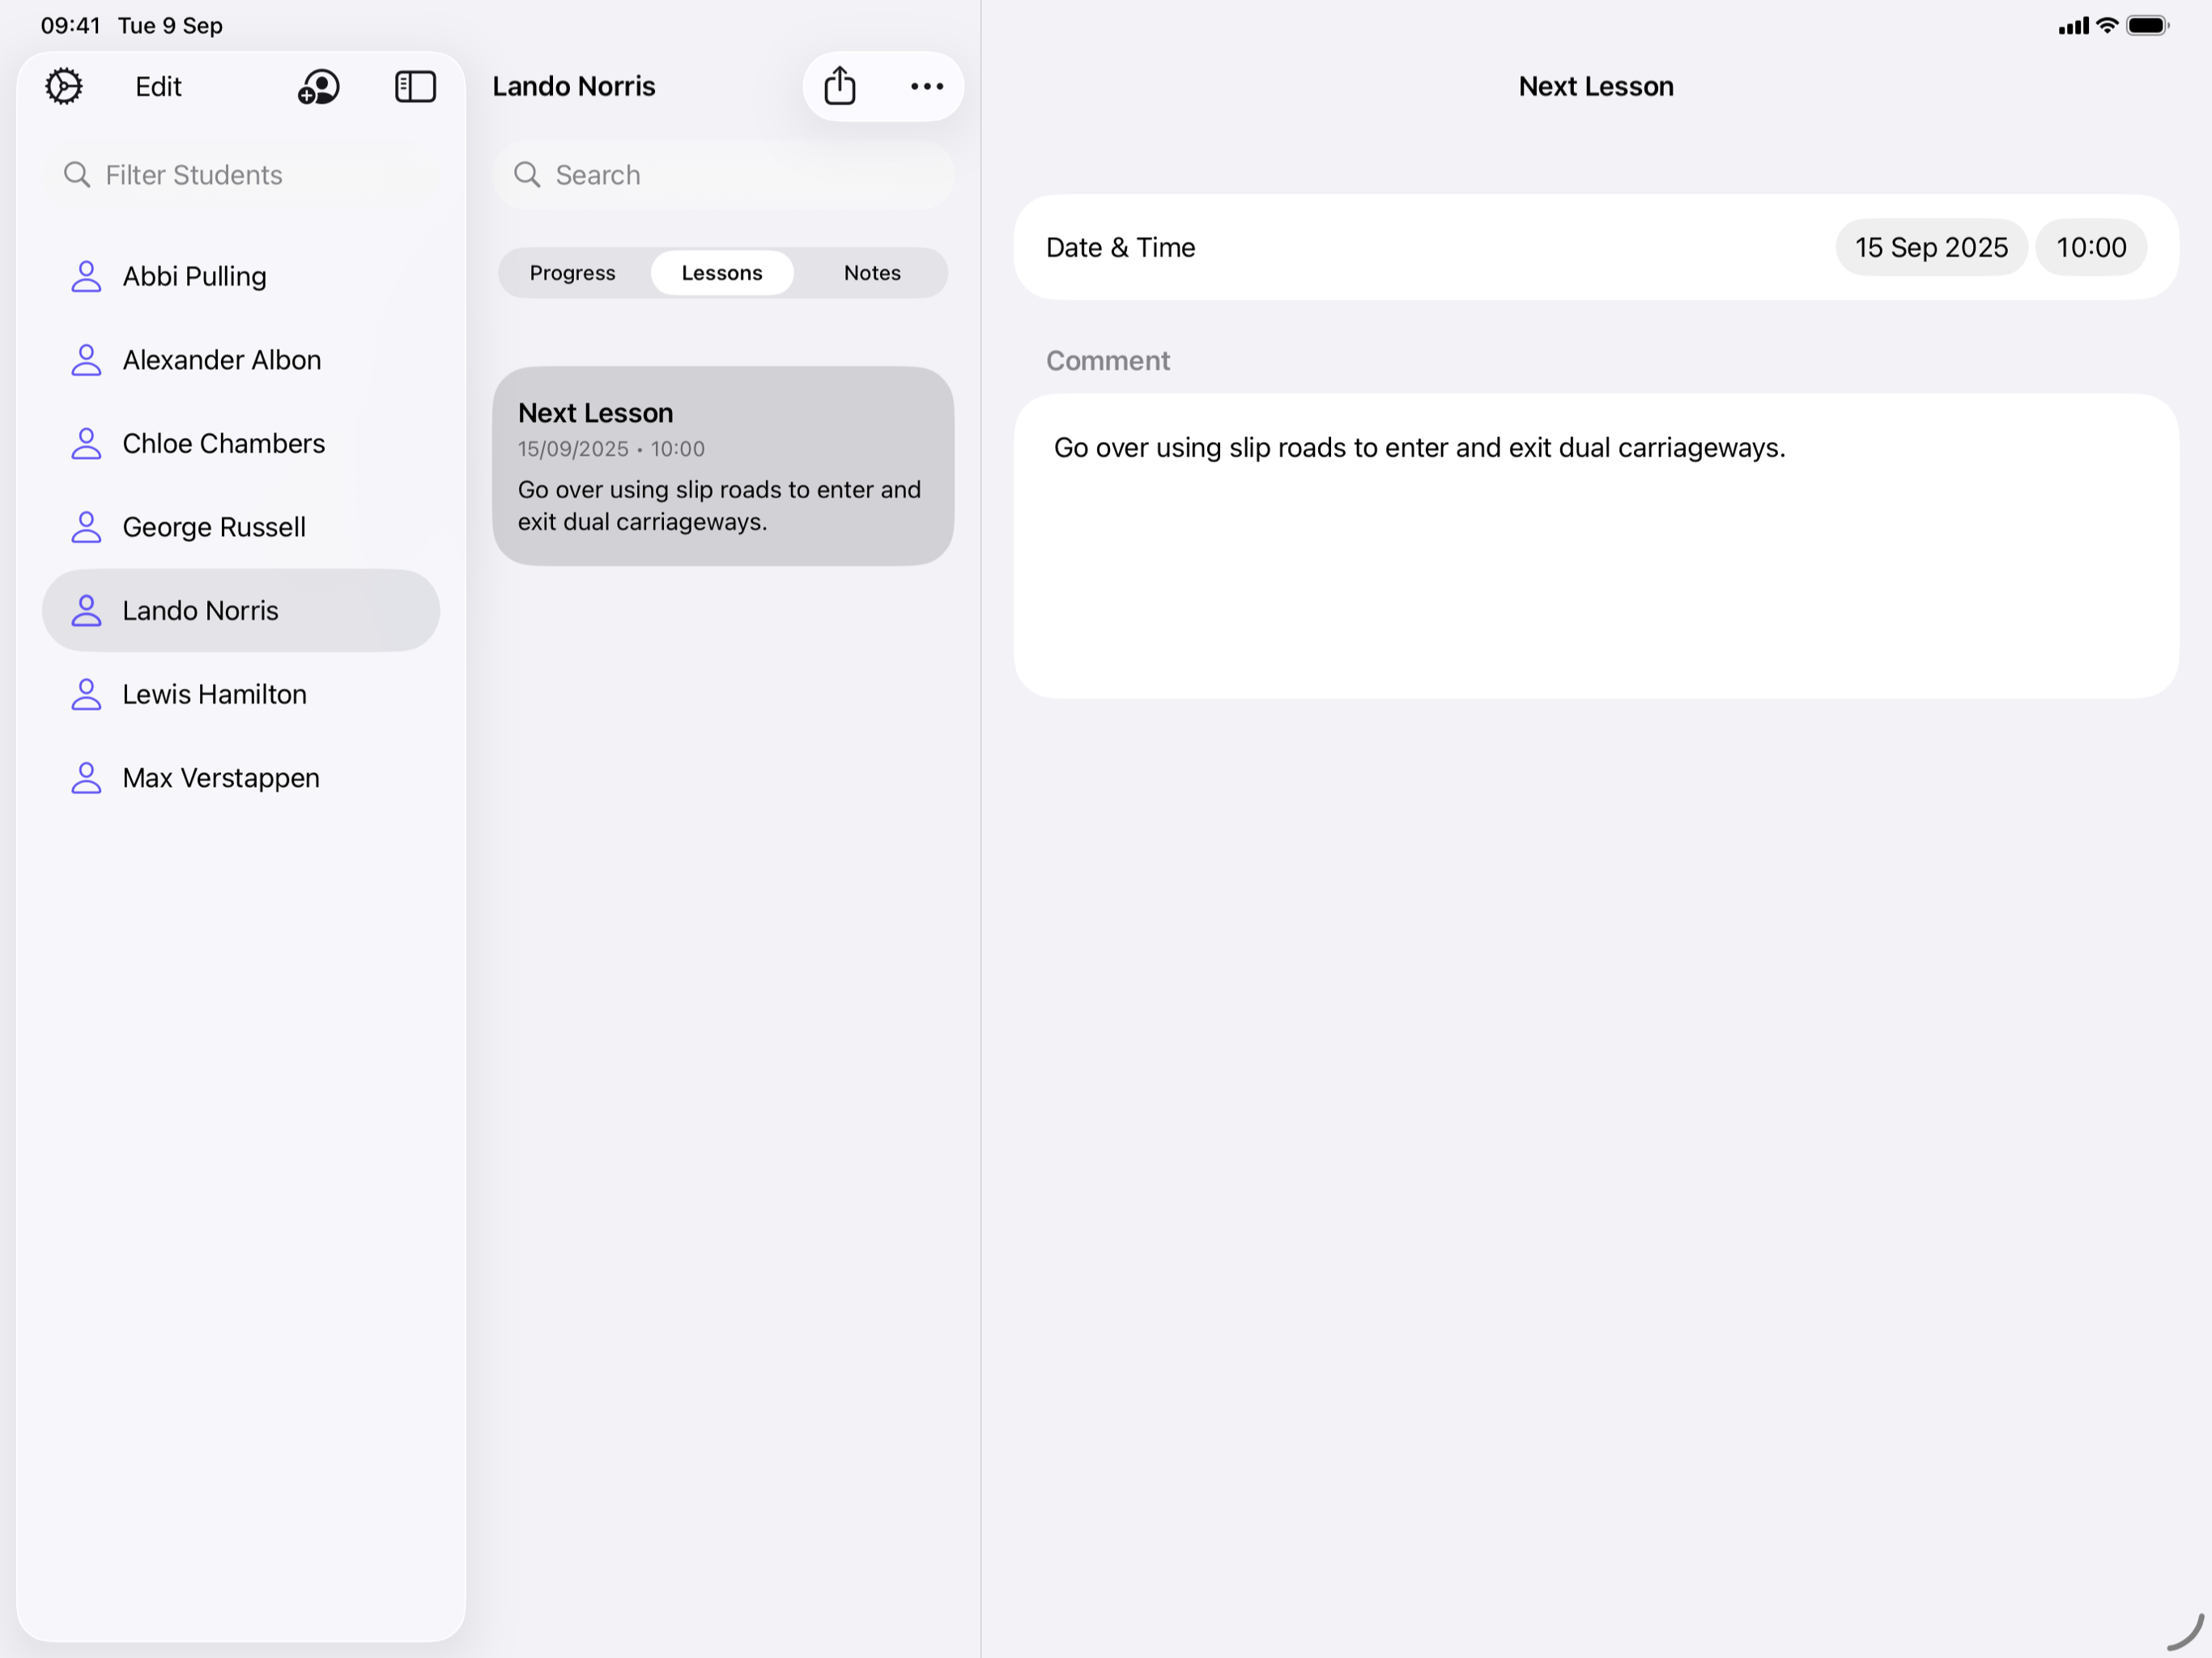 09:41 Tue 9 Sep
Edit
Filter Students
Abbi Pulling
Alexander Albon
Chloe Chambers
George Russell
Lando Norris
Lewis Hamilton
Max Verstappen
Lando Norris
Search
Progress Lessons Notes
Next Lesson
15/09/2025 • 10:00
Go over using slip roads to enter and
exit dual carriageways.
Next Lesson
Date & Time 15 Sep 2025 10:00
Comment
Go over using slip roads to enter and exit dual carriageways.